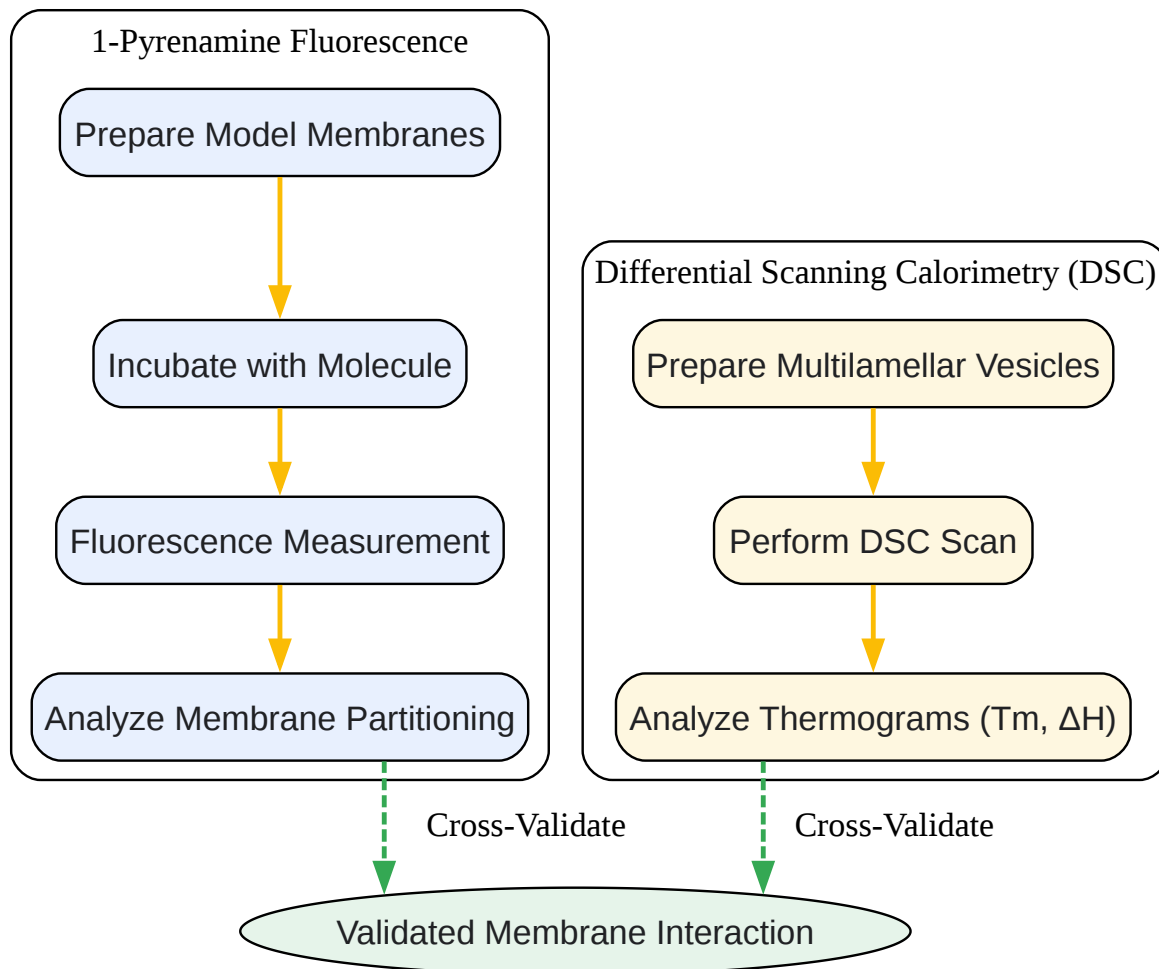 1-Pyrenamine Fluorescence
Prepare Model Membranes
Incubate with Molecule
Fluorescence Measurement
Analyze Membrane Partitioning
Differential Scanning Calorimetry (DSC)
Prepare Multilamellar Vesicles
Perform DSC Scan
Analyze Thermograms (Tm, ΔH)
Cross-Validate
Cross-Validate
Validated Membrane Interaction